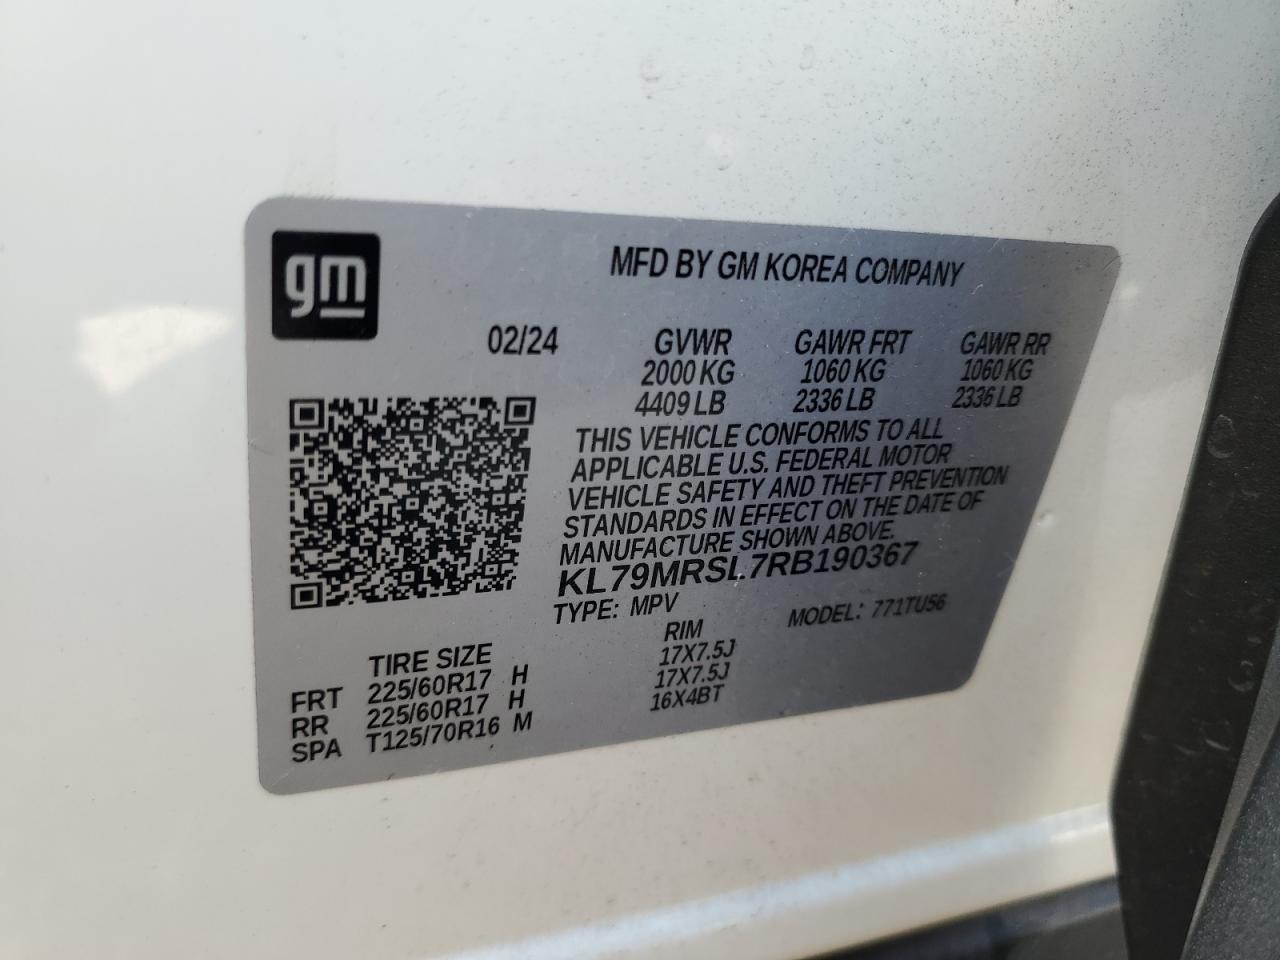 gm
MFD BY GM KOREA COMPANY
02/24 GVWR GAWR FRT GAWR RR
2000 KG 1060 KG 1060 KG
4409 LB 2336 LB 2336 LB
THIS VEHICLE CONFORMS TO ALL
APPLICABLE U.S. FEDERAL MOTOR
VEHICLE SAFETY AND THEFT PREVENTION
STANDARDS IN EFFECT ON THE DATE OF
MANUFACTURE SHOWN ABOVE.
KL79MRSL7RB190367
TYPE: MPV MODEL: 771TU56
TIRE SIZE RIM
FRT 225/60R17 H 17X7.5J
RR 225/60R17 H 17X7.5J
SPA T125/70R16 M 16X4BT